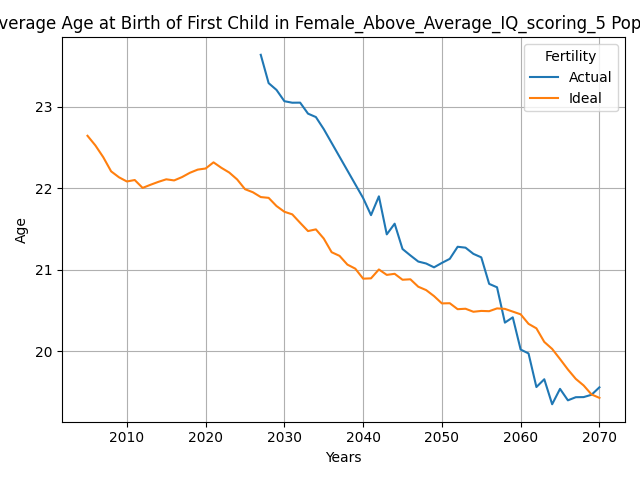 verage Age at Birth of First Child in Female_Above_Average_IQ_scoring_5 Pop
Fertility
Actual
Ideal
23
22
21
20
Age
2010 2020 2030 2040 2050 2060 2070
Years